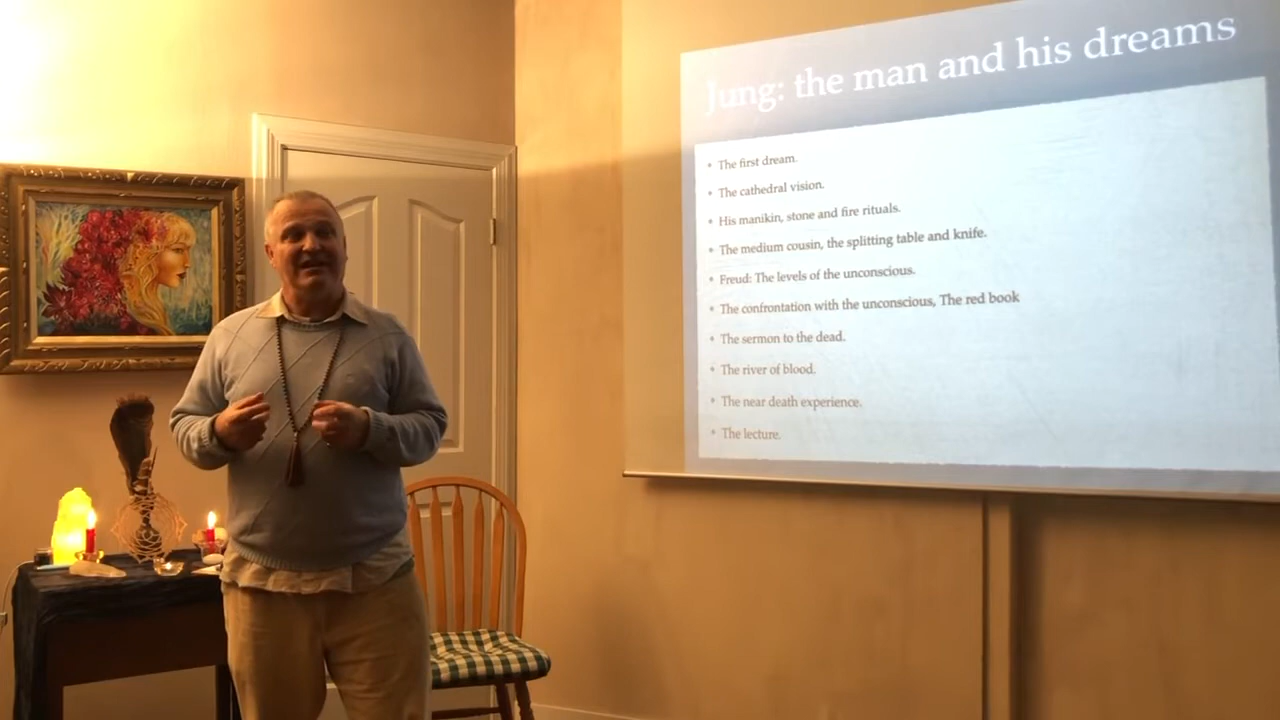 Jung: the man and his dreams
• The first dream.
• The cathedral vision.
• His manikin, stone and fire rituals.
• The medium cousin, the splitting table and knife.
• Freud: The levels of the unconscious.
• The confrontation with the unconscious, The red book
• The sermon to the dead.
• The river of blood.
• The near death experience.
• The lecture.